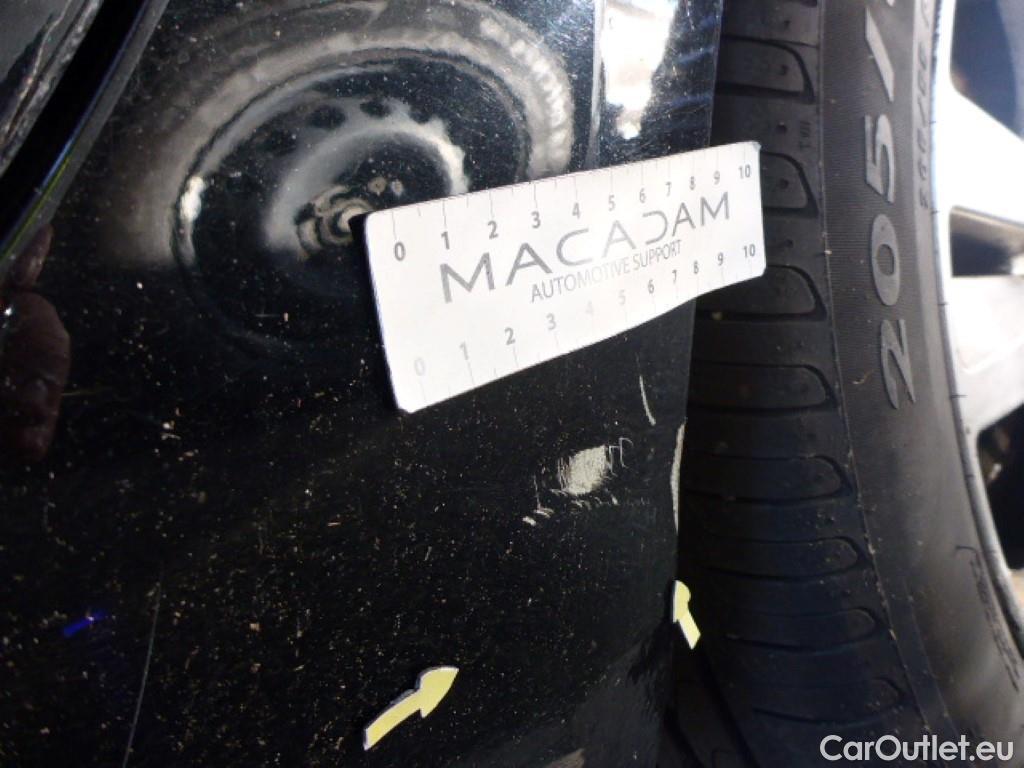 0 1 2 3 4 5 6 7 8 9 10
MACADAM
AUTOMOTIVE SUPPORT
0 1 2 3 4 5 6 7 8 9 10
205/
TWI
CarOutlet.eu